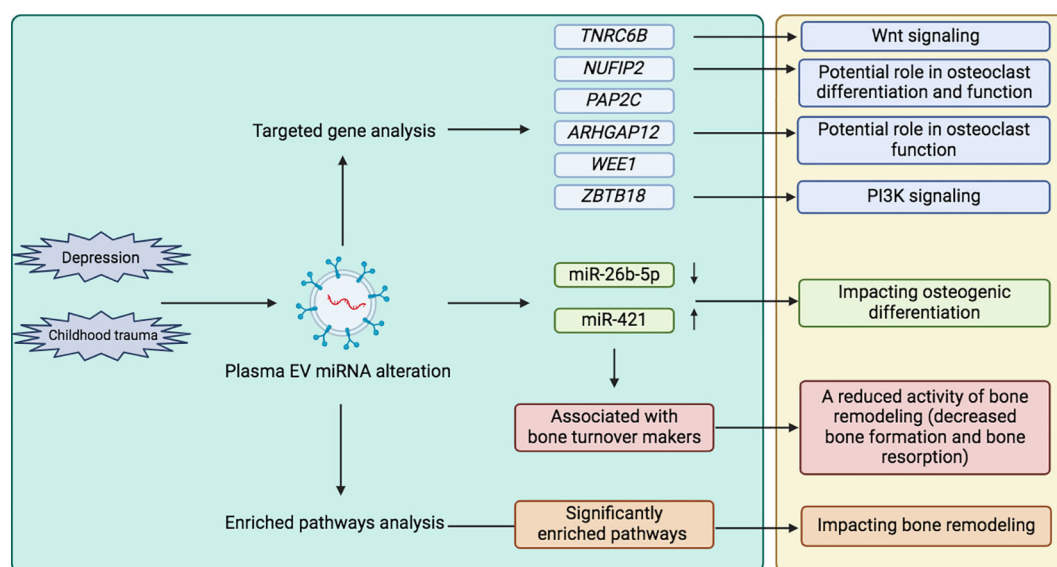 TNRC6B
Wnt signaling
NUFIP2
Potential role in osteoclast
differentiation and function
PAP2C
Targeted gene analysis
ARHGAP12
Potential role in osteoclast
function
WEE1
ZBTB18
PI3K signaling
Depression
Childhood trauma
Plasma EV miRNA alteration
miR-26b-5p
miR-421
Impacting osteogenic
differentiation
Associated with
bone turnover makers
A reduced activity of bone
remodeling (decreased
bone formation and bone
resorption)
Enriched pathways analysis
Significantly
enriched pathways
Impacting bone remodeling